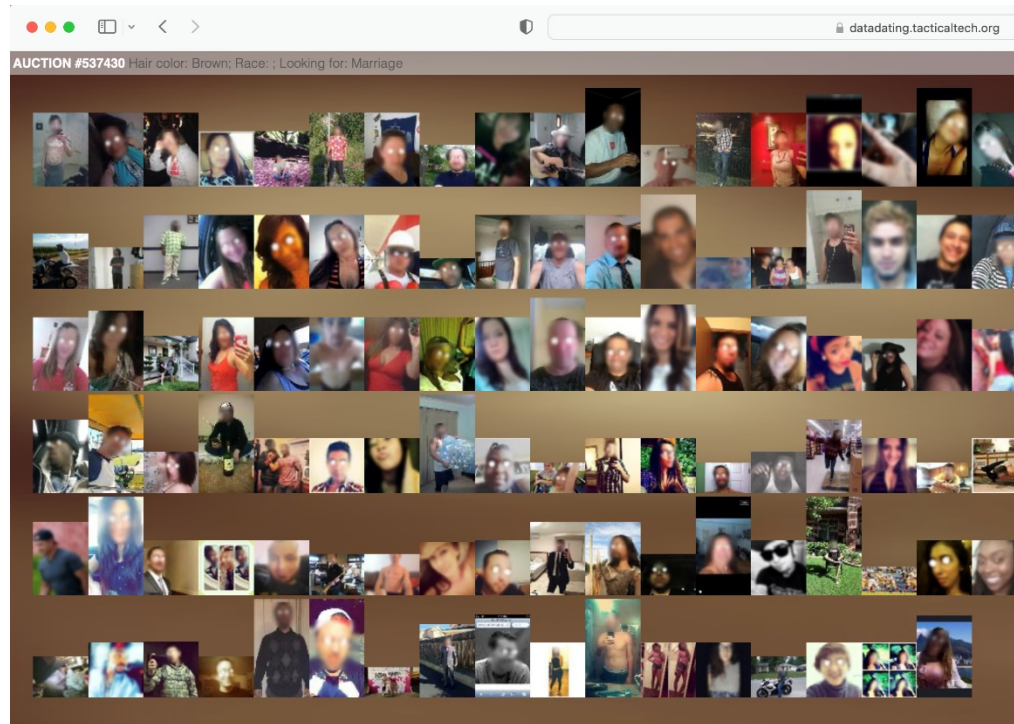 datadating.tacticaltech.org
AUCTION #537430 Hair color: Brown; Race: ; Looking for: Marriage